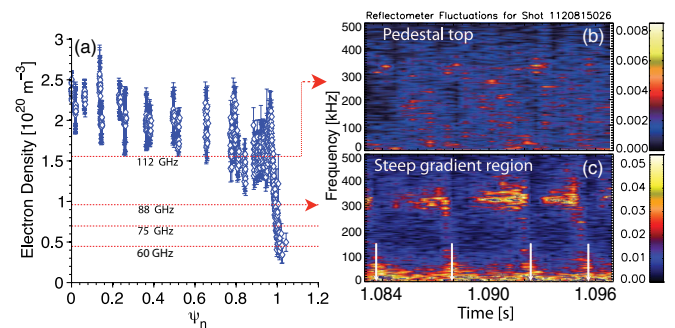 Reflectometer Fluctuations for Shot 1120815026
(a)
Electron Density [10²⁰ m⁻³]
3
2.5
2
1.5
1
0.5
0
112 GHz
88 GHz
75 GHz
60 GHz
0 0.2 0.4 0.6 0.8 1 1.2
ψn
Pedestal top (b)
Frequency [kHz]
500
400
300
200
100
0
0.008
0.006
0.004
0.002
0.000
Steep gradient region (c)
500
400
300
200
100
0
0.05
0.04
0.03
0.02
0.01
0.00
1.084 1.090 1.096
Time [s]